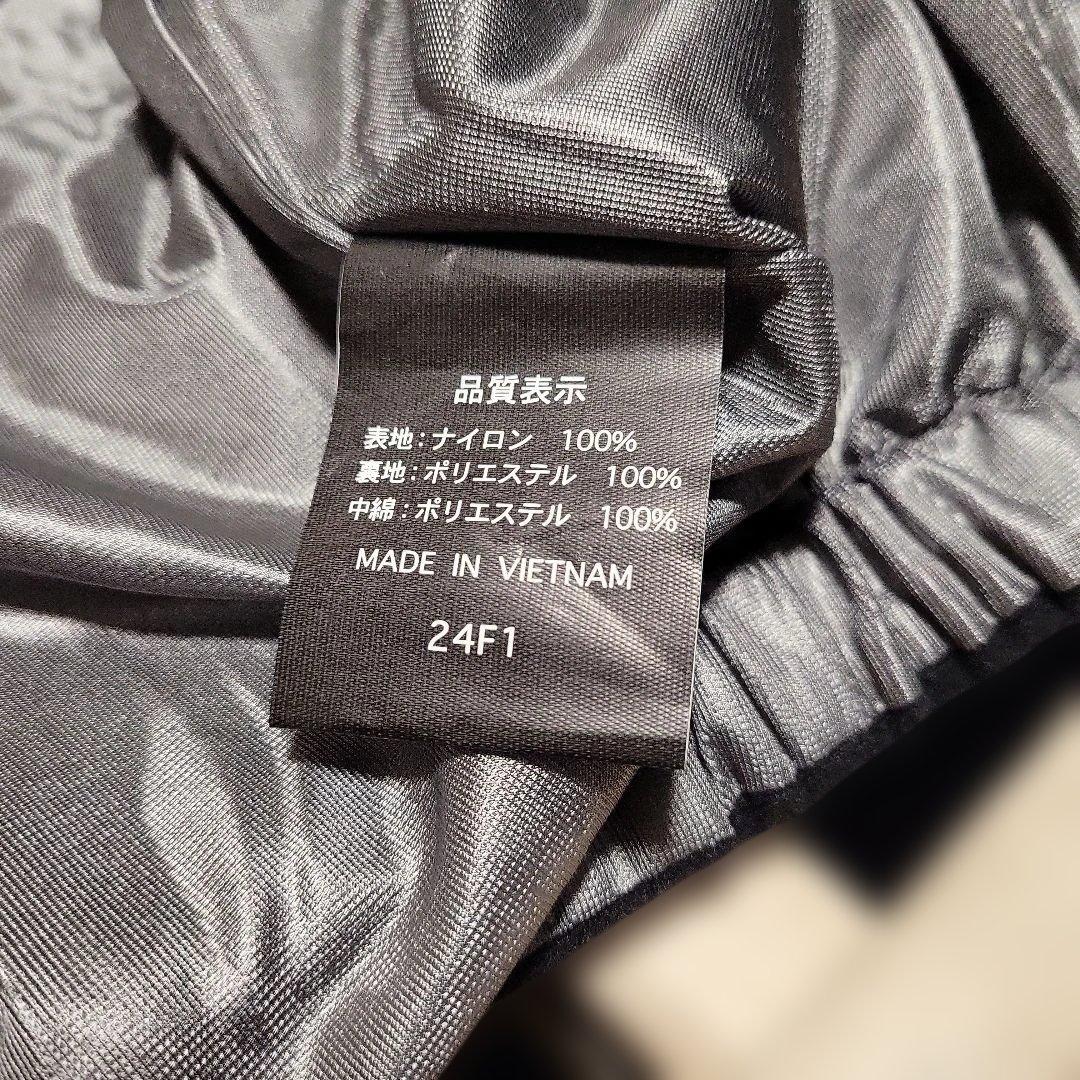 品質表示
表地：ナイロン　100%
裏地：ポリエステル　100%
中綿：ポリエステル　100%
MADE IN VIETNAM
24F1